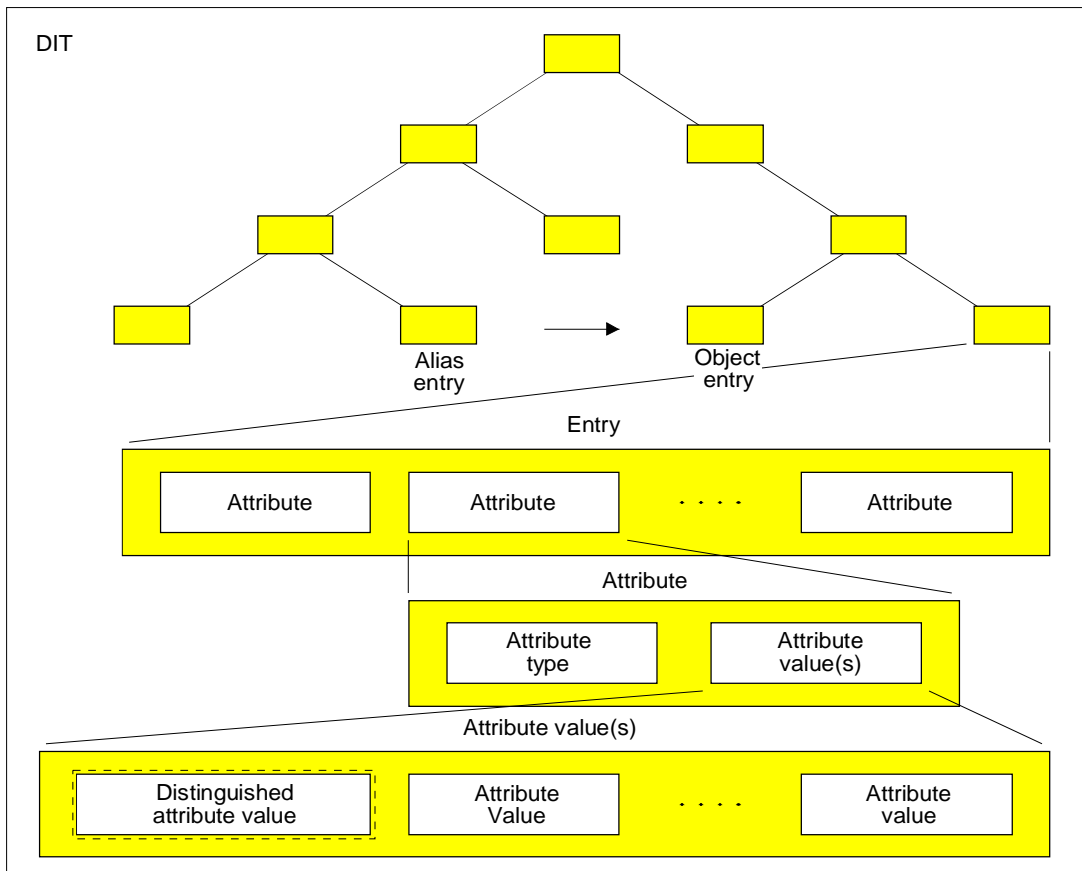 DIT
Alias
entry
Object
entry
Entry
Attribute
Attribute
. . . .
Attribute
Attribute
Attribute
type
Attribute
value(s)
Attribute value(s)
Distinguished
attribute value
Attribute
Value
. . . .
Attribute
value